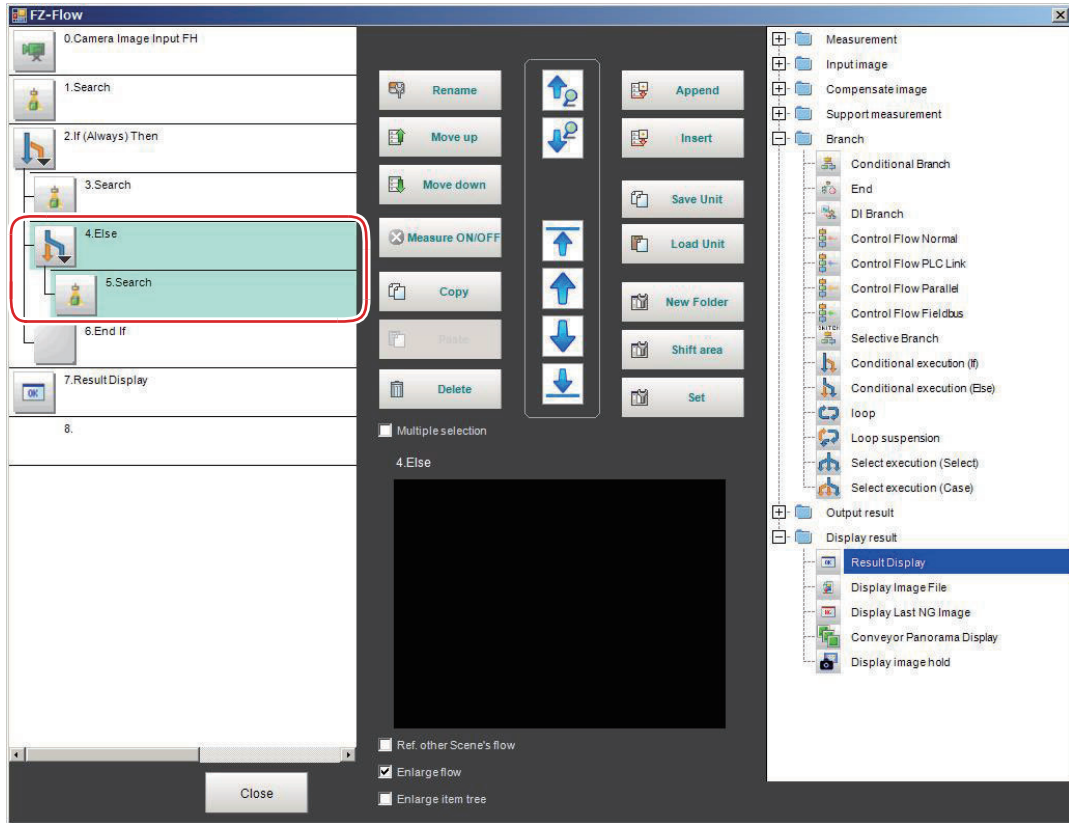 FZ-Flow
0.Camera Image Input FH
1.Search
2.If (Always) Then
3.Search
4.Else
5.Search
6.End If
7.Result Display
OK
8.
Close
Rename
Move up
Move down
Measure ON/OFF
Copy
Paste
Delete
Append
Insert
Save Unit
Load Unit
New Folder
Shift area
Set
Multiple selection
4.Else
Ref. other Scene's flow
Enlarge flow
Enlarge item tree
Measurement
Input image
Compensate image
Support measurement
Branch
Conditional Branch
End
DI Branch
Control Flow Normal
Control Flow PLC Link
Control Flow Parallel
Control Flow Fieldbus
Selective Branch
Conditional execution (If)
Conditional execution (Else)
loop
Loop suspension
Select execution (Select)
Select execution (Case)
Output result
Display result
OK
Result Display
Display Image File
Display Last NG Image
Conveyor Panorama Display
Display image hold